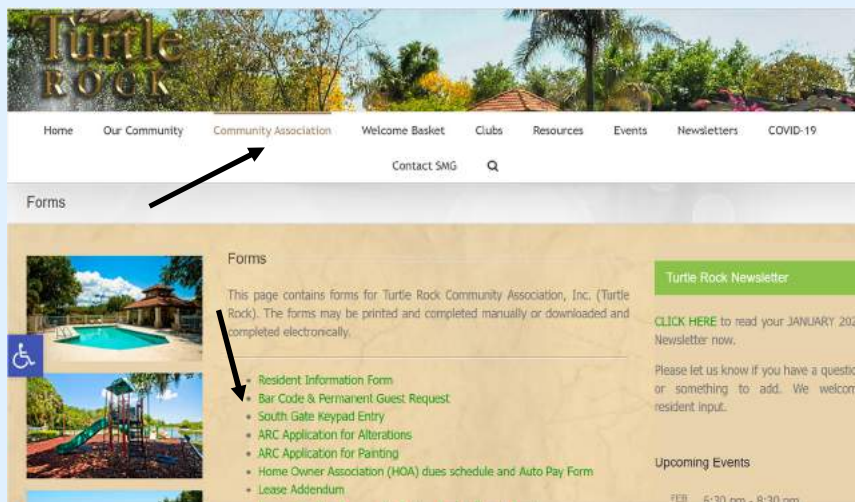 Turtle
ROCK
Home Our Community Community Association Welcome Basket Clubs Resources Events Newsletters COVID-19
Contact SMG
Forms
Forms
This page contains forms for Turtle Rock Community Association, Inc. (Turtle
Rock). The forms may be printed and completed manually or downloaded and
completed electronically.
Resident Information Form
Bar Code & Permanent Guest Request
South Gate Keypad Entry
ARC Application for Alterations
ARC Application for Painting
Home Owner Association (HOA) dues schedule and Auto Pay Form
Lease Addendum
Turtle Rock Newsletter
CLICK HERE to read your JANUARY 202
Newsletter now.
Please let us know if you have a questio
or something to add. We welcom
resident input.
Upcoming Events
FEB 6:30 pm - 8:30 pm